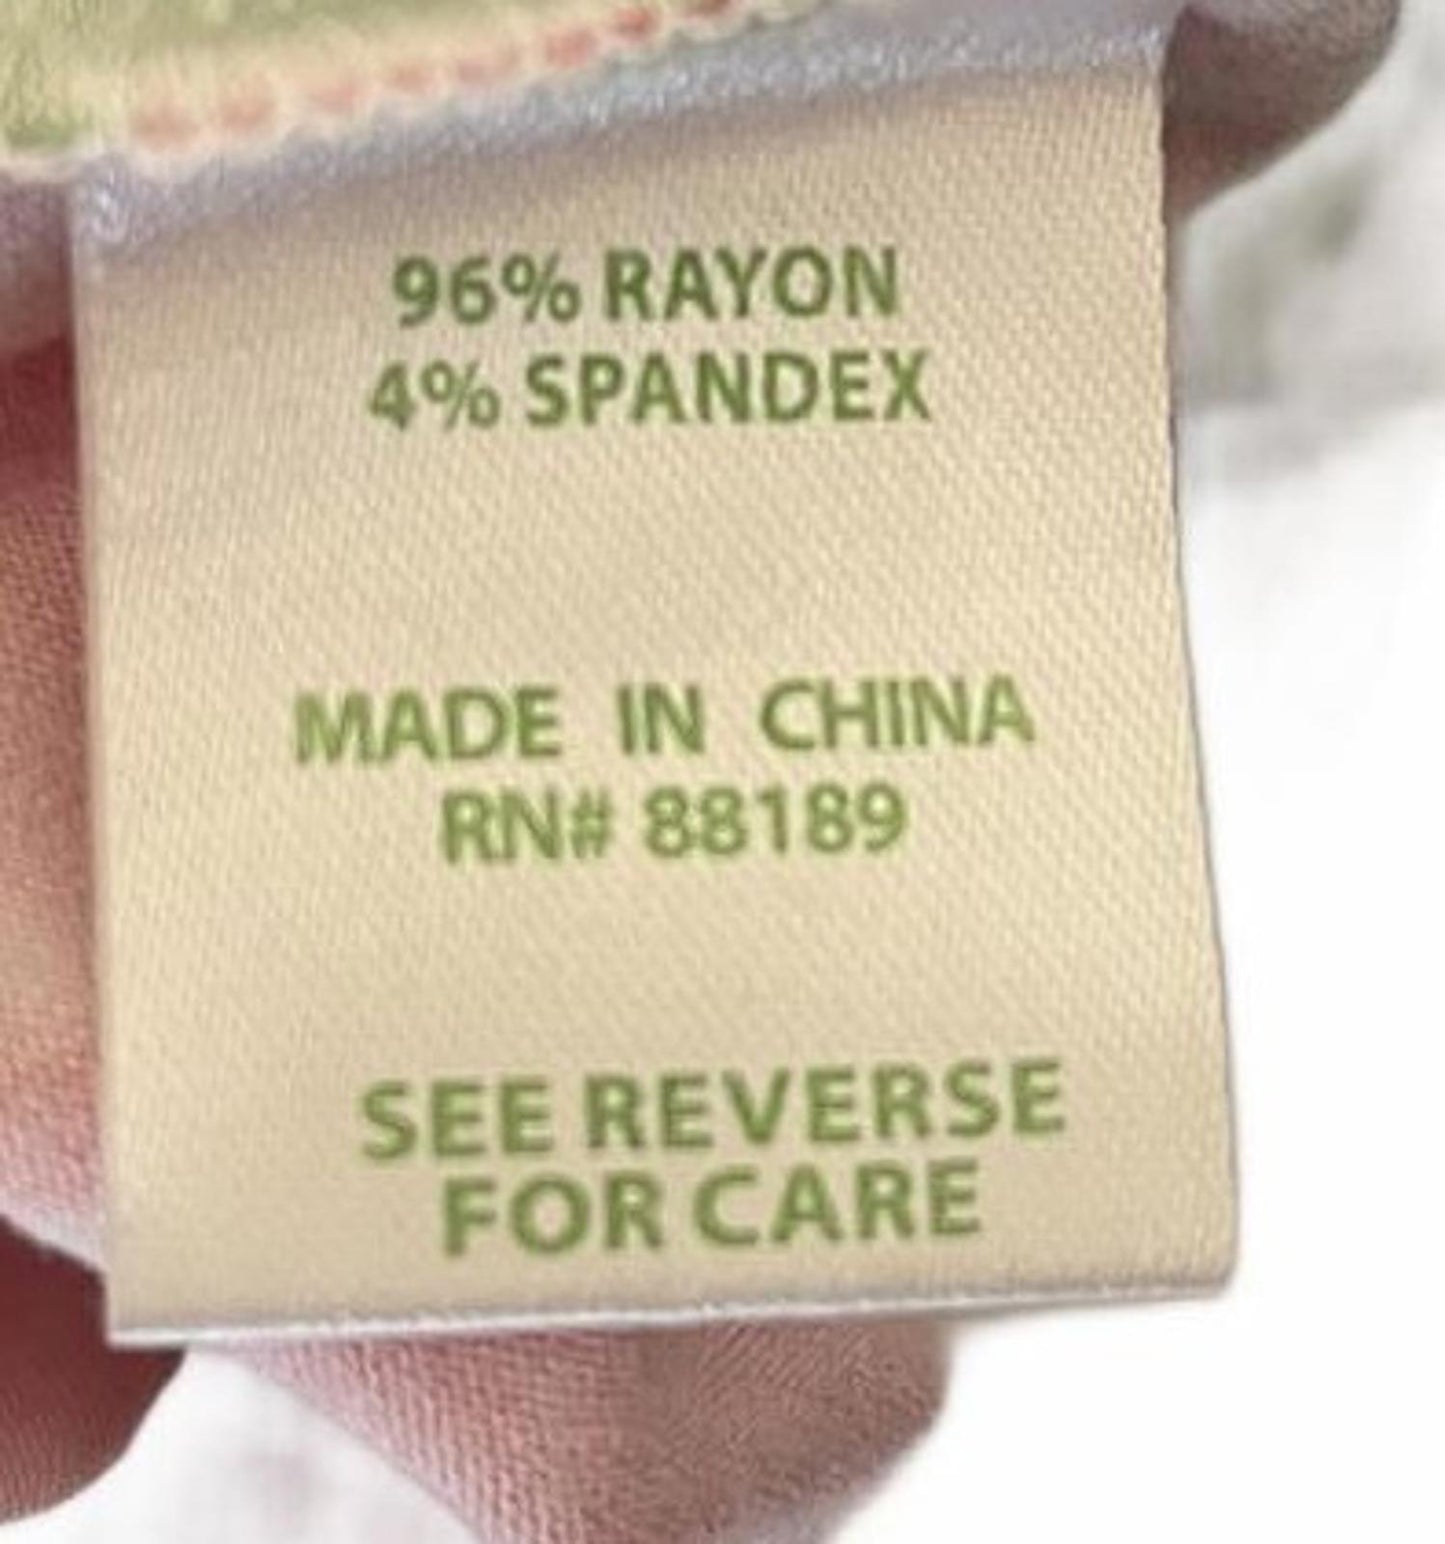 96% RAYON
4% SPANDEX
MADE IN CHINA
RN# 88189
SEE REVERSE
FOR CARE